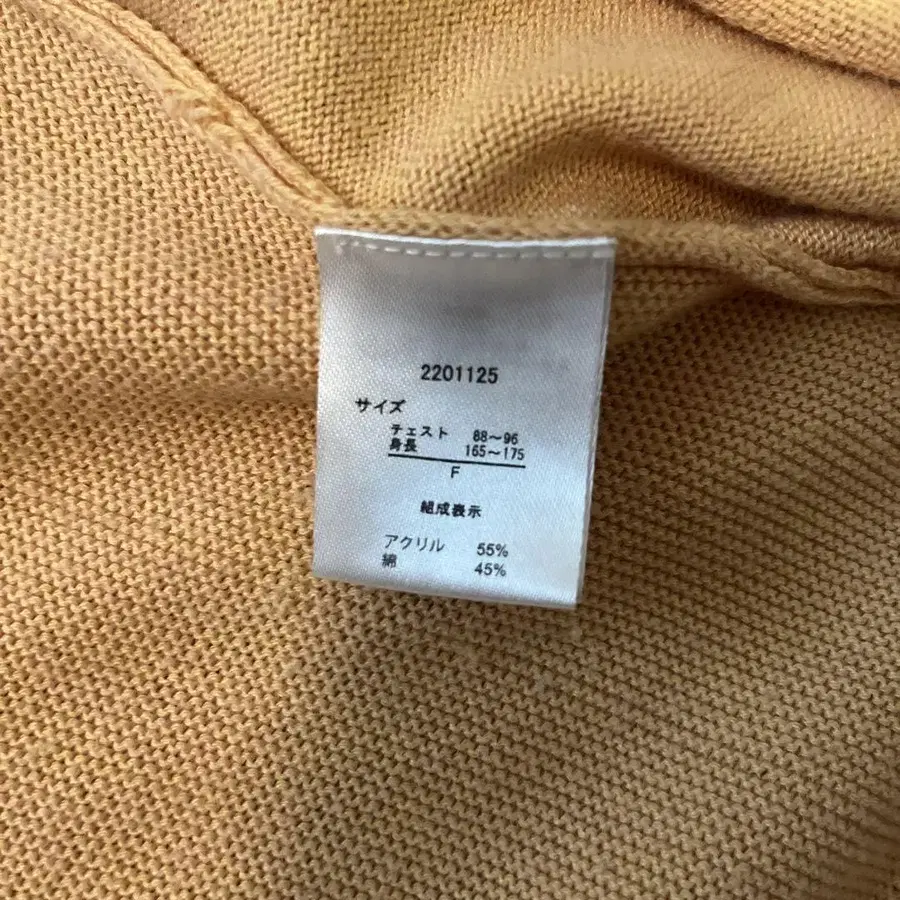 2201125
サイズ
チェスト 88～96
身長 165～175
F
組成表示
アクリル 55%
綿 45%